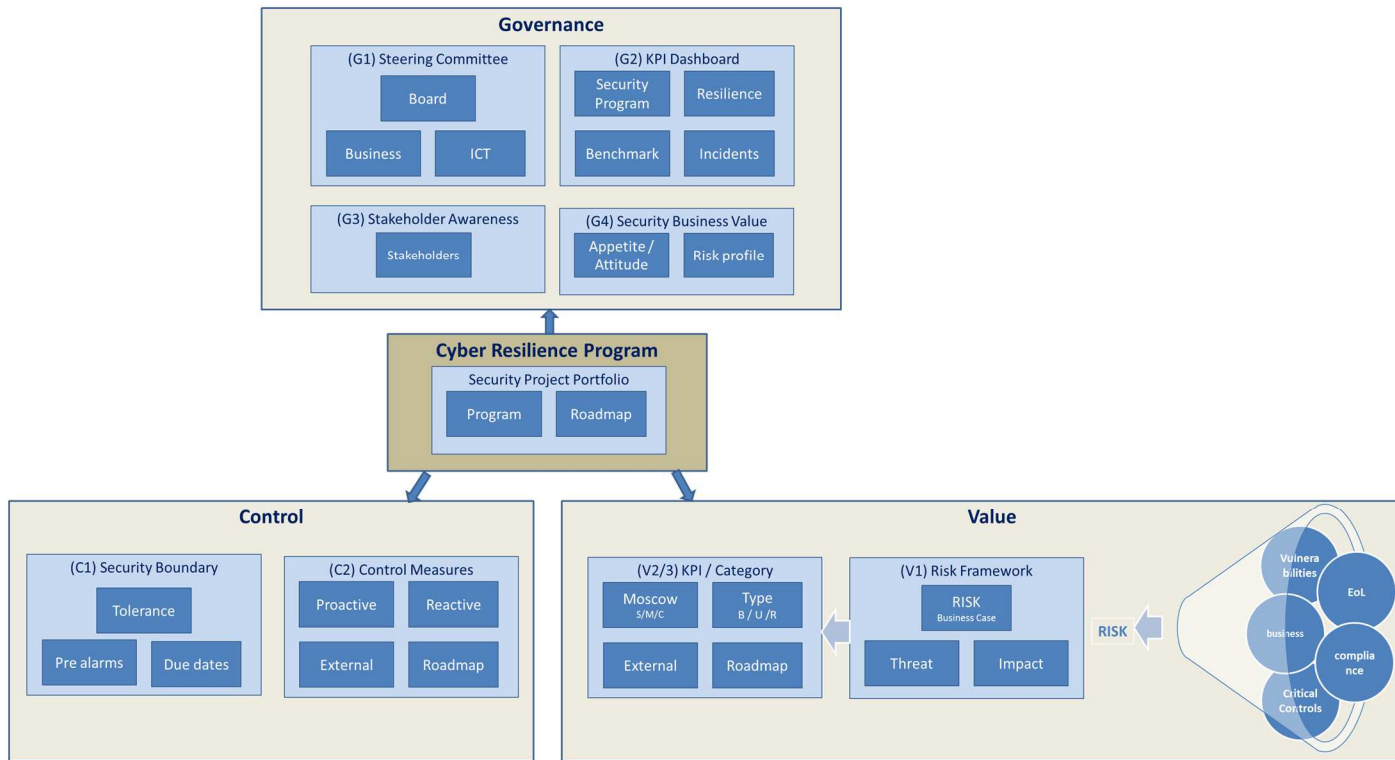 Governance
(G1) Steering Committee
Board
Business
ICT
(G2) KPI Dashboard
Security
Program
Resilience
Benchmark
Incidents
(G3) Stakeholder Awareness
Stakeholders
(G4) Security Business Value
Appetite /
Attitude
Risk profile
Cyber Resilience Program
Security Project Portfolio
Program
Roadmap
Control
(C1) Security Boundary
Tolerance
Pre alarms
Due dates
(C2) Control Measures
Proactive
Reactive
External
Roadmap
Value
(V2/3) KPI / Category
Moscow
S/M/C
Type
B / U /R
External
Roadmap
(V1) Risk Framework
RISK
Business Case
Threat
Impact
RISK
Vulnera
bilities
EoL
business
complia
nce
Critical
Controls